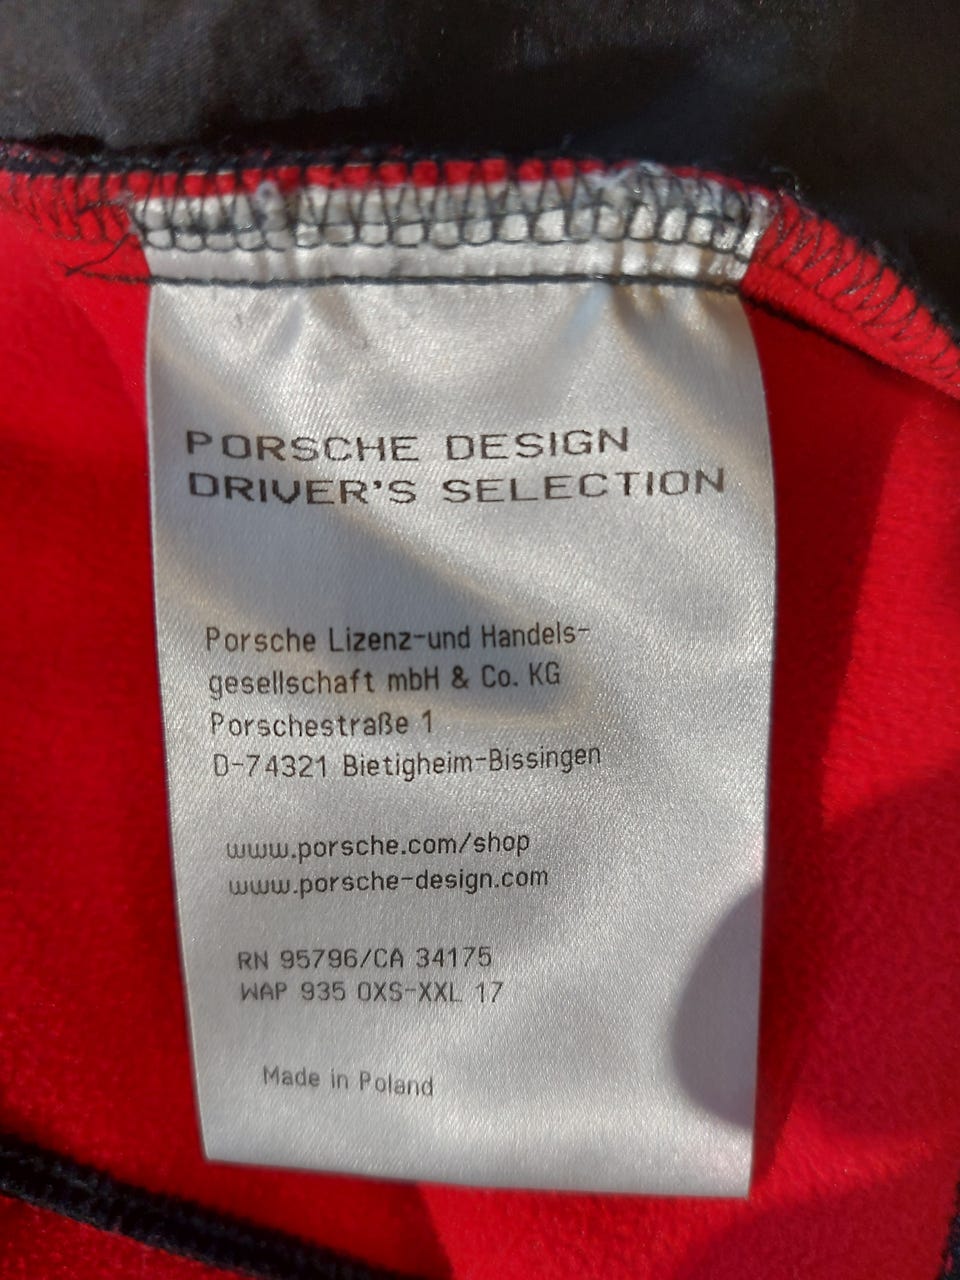 PORSCHE DESIGN
DRIVER'S SELECTION
Porsche Lizenz-und Handels-
gesellschaft mbH & Co. KG
Porschestraße 1
D-74321 Bietigheim-Bissingen
www.porsche.com/shop
www.porsche-design.com
RN 95796/CA 34175
WAP 935 0XS-XXL 17
Made in Poland